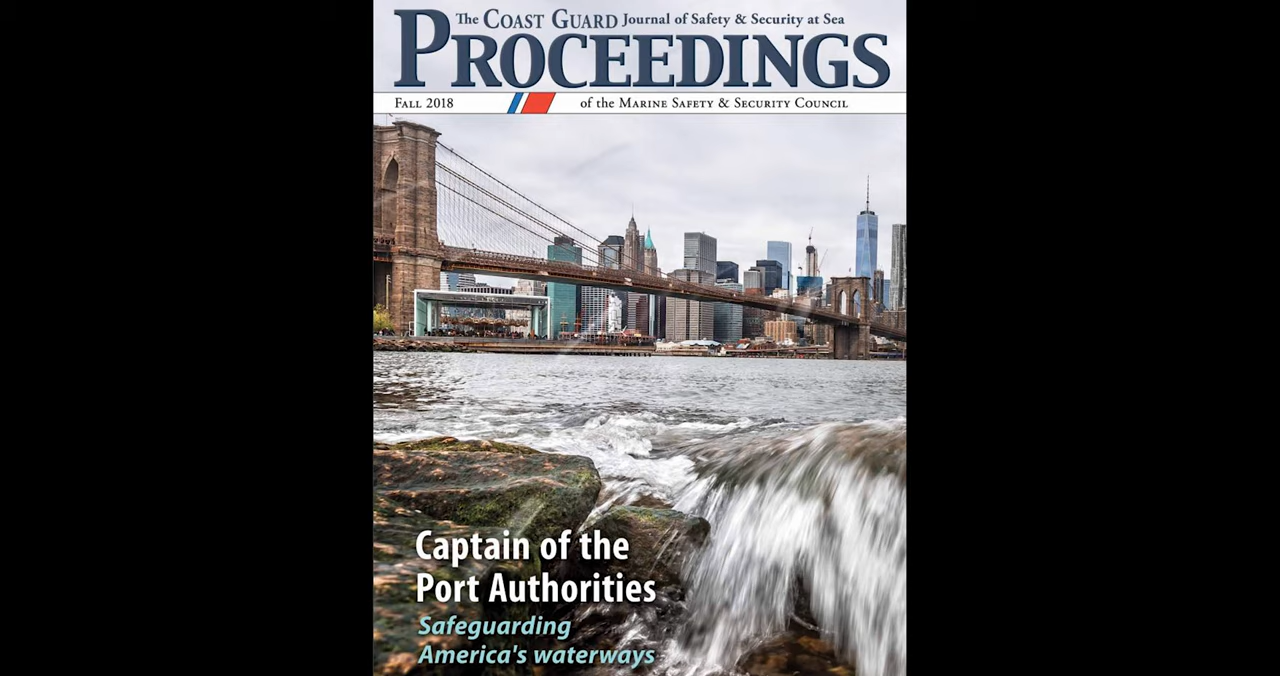 The COAST GUARD Journal of Safety & Security at Sea
PROCEEDINGS
FALL 2018
of the MARINE SAFETY & SECURITY COUNCIL
Captain of the
Port Authorities
Safeguarding
America's waterways